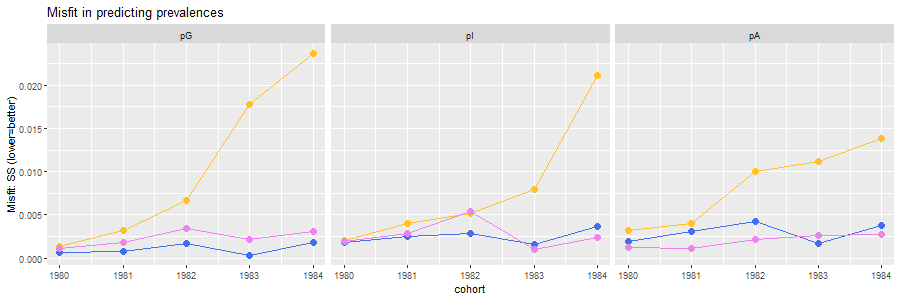 Misfit in predicting prevalences
pG pI pA
Misfit: SS (lower=better)
0.020
0.015
0.010
0.005
0.000
1980 1981 1982 1983 1984 1980 1981 1982 1983 1984 1980 1981 1982 1983 1984
cohort